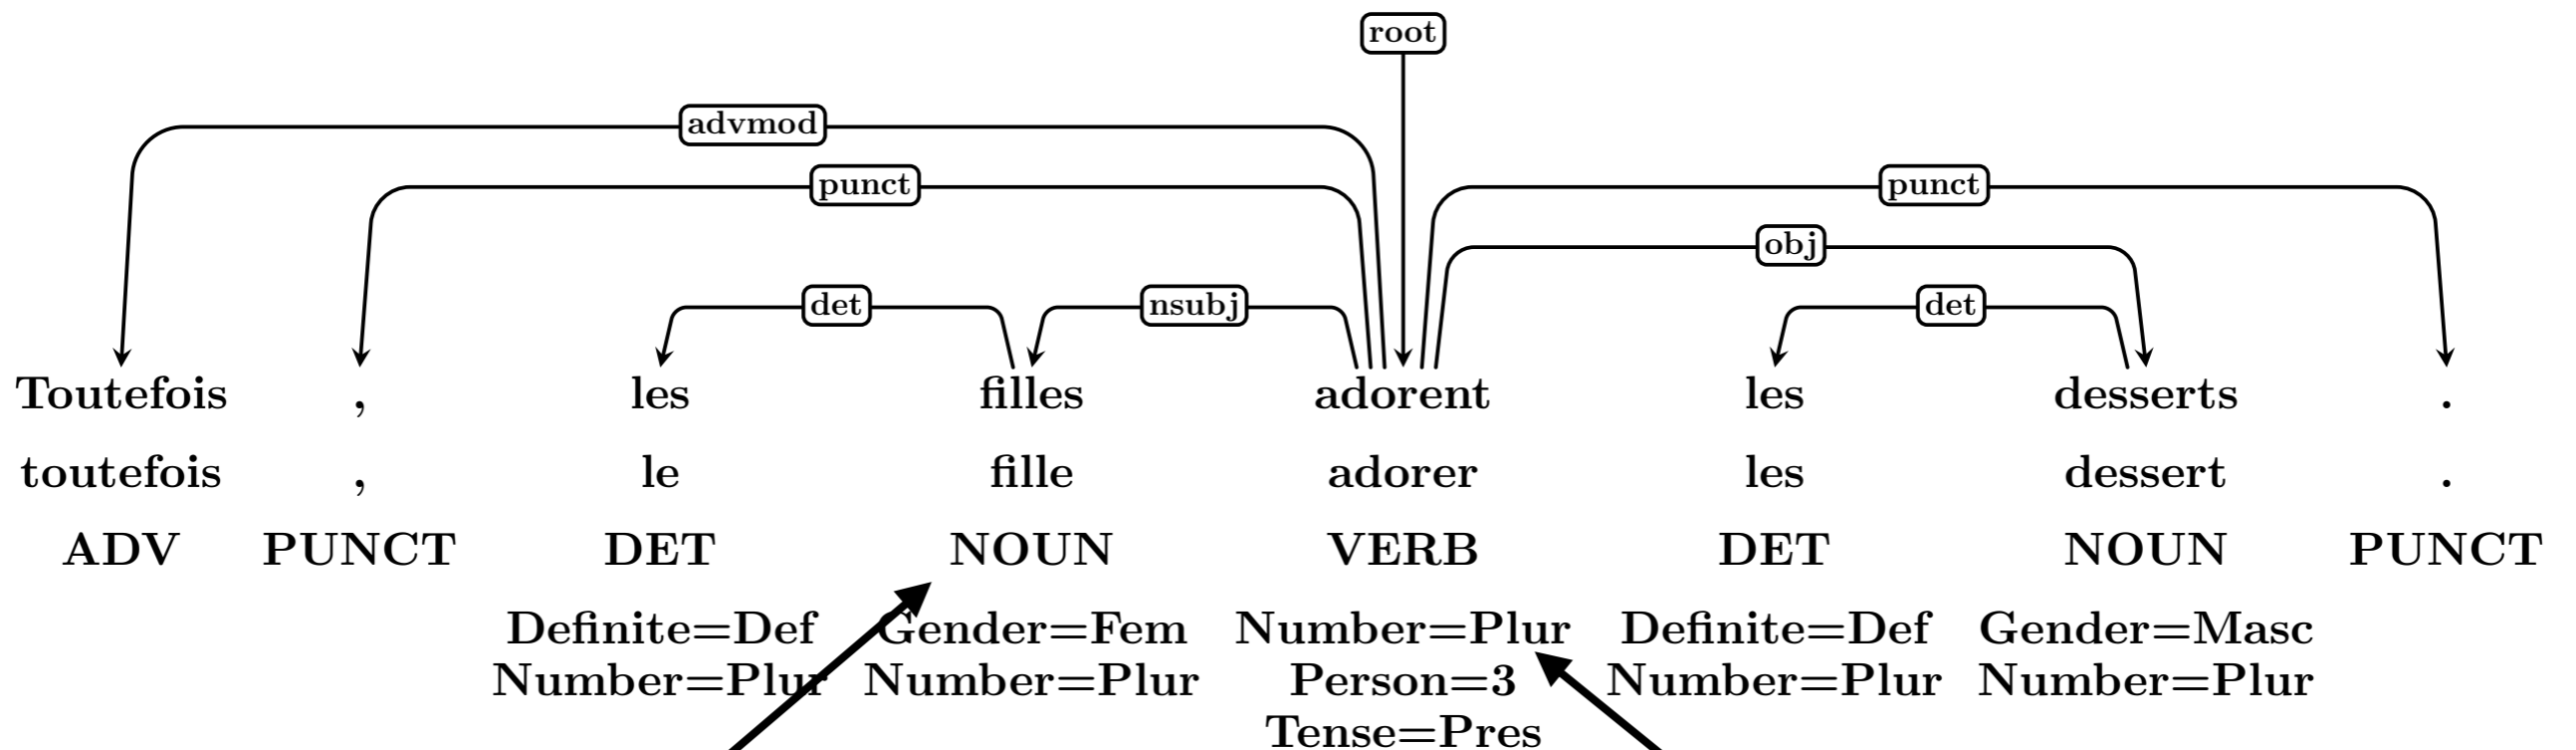 root
advmod
punct punct
obj
det nsubj det
Toutefois , les filles adorent les desserts .
toutefois , le fille adorer les dessert .
ADV PUNCT DET NOUN VERB DET NOUN PUNCT
Definite=Def Gender=Fem Number=Plur Definite=Def Gender=Masc
Number=Plur Number=Plur Person=3 Number=Plur Number=Plur
Tense=Pres